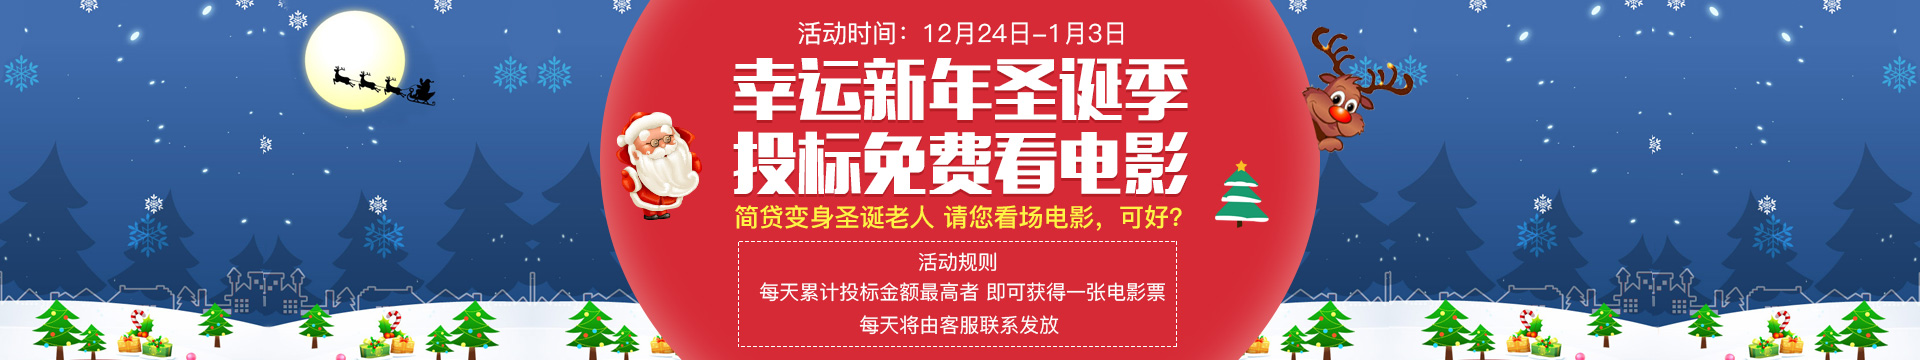 活动时间：12月24日-1月3日
幸运新年圣诞季
投标免费看电影
简贷变身圣诞老人 请您看场电影，可好？
活动规则
每天累计投标金额最高者 即可获得一张电影票
每天将由客服联系发放